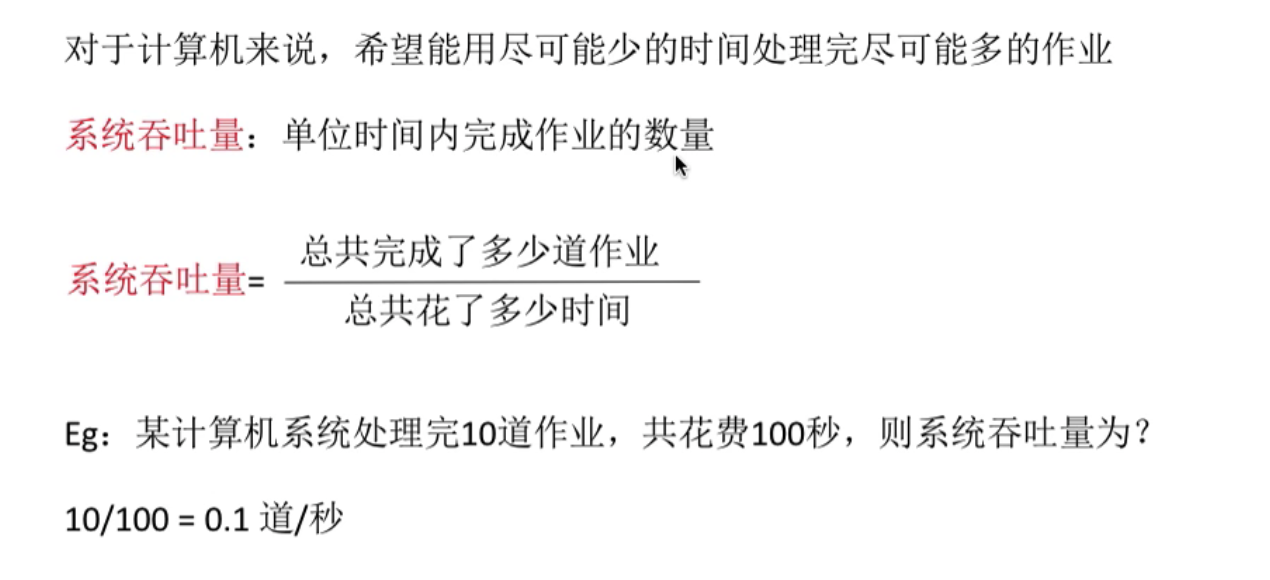 对于计算机来说，希望能用尽可能少的时间处理完尽可能多的作业
系统吞吐量：单位时间内完成作业的数量
总共完成了多少道作业
系统吞吐量=
总共花了多少时间
Eg：某计算机系统处理完10道作业，共花费100秒，则系统吞吐量为？
10/100 = 0.1 道/秒